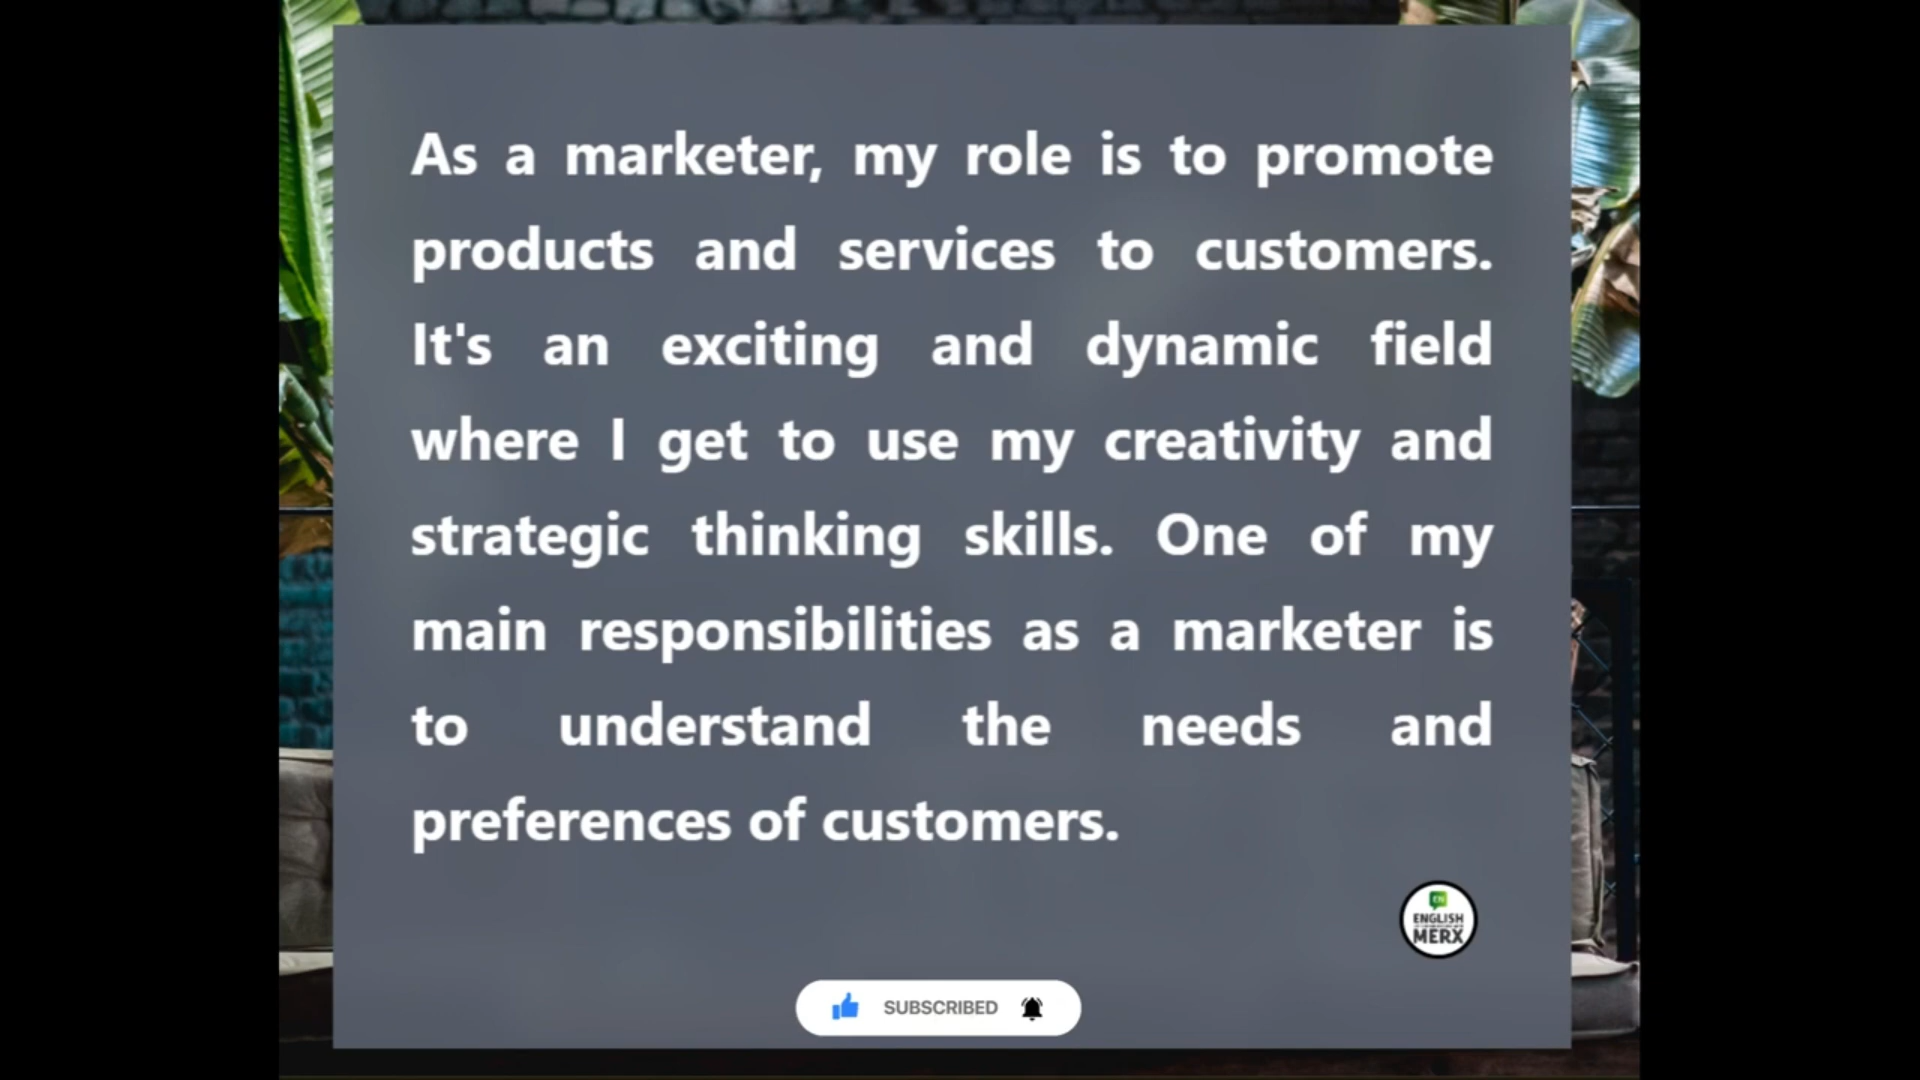 As a marketer, my role is to promote
products and services to customers.
It's an exciting and dynamic field
where I get to use my creativity and
strategic thinking skills. One of my
main responsibilities as a marketer is
to understand the needs and
preferences of customers.
EN
ENGLISH
MERX
SUBSCRIBED